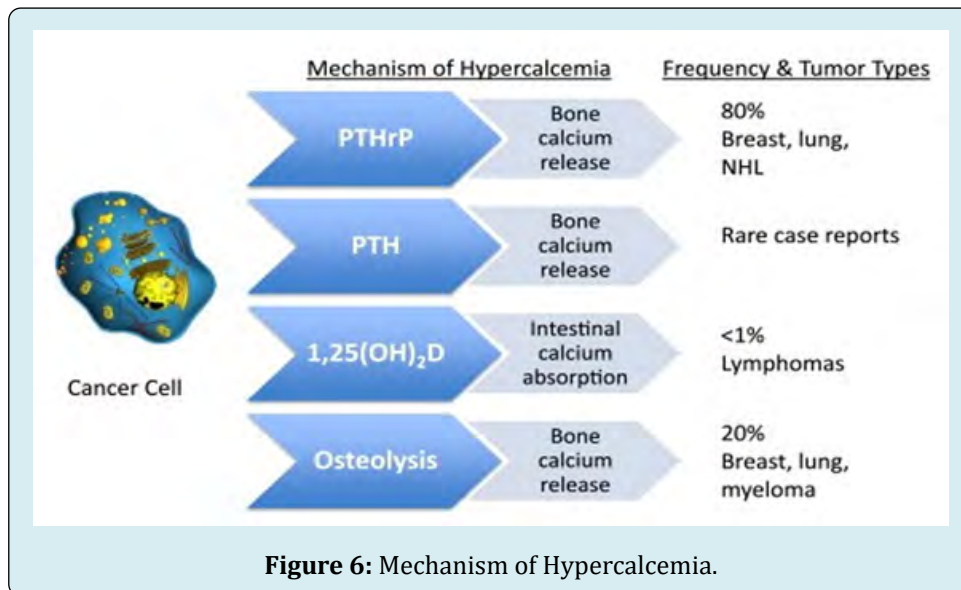 Mechanism of Hypercalcemia
Frequency & Tumor Types
PTHrP
Bone
calcium
release
80%
Breast, lung,
NHL
PTH
Bone
calcium
release
Rare case reports
1,25(OH)₂D
Intestinal
calcium
absorption
<1%
Lymphomas
Osteolysis
Bone
calcium
release
20%
Breast, lung,
myeloma
Cancer Cell
Figure 6: Mechanism of Hypercalcemia.